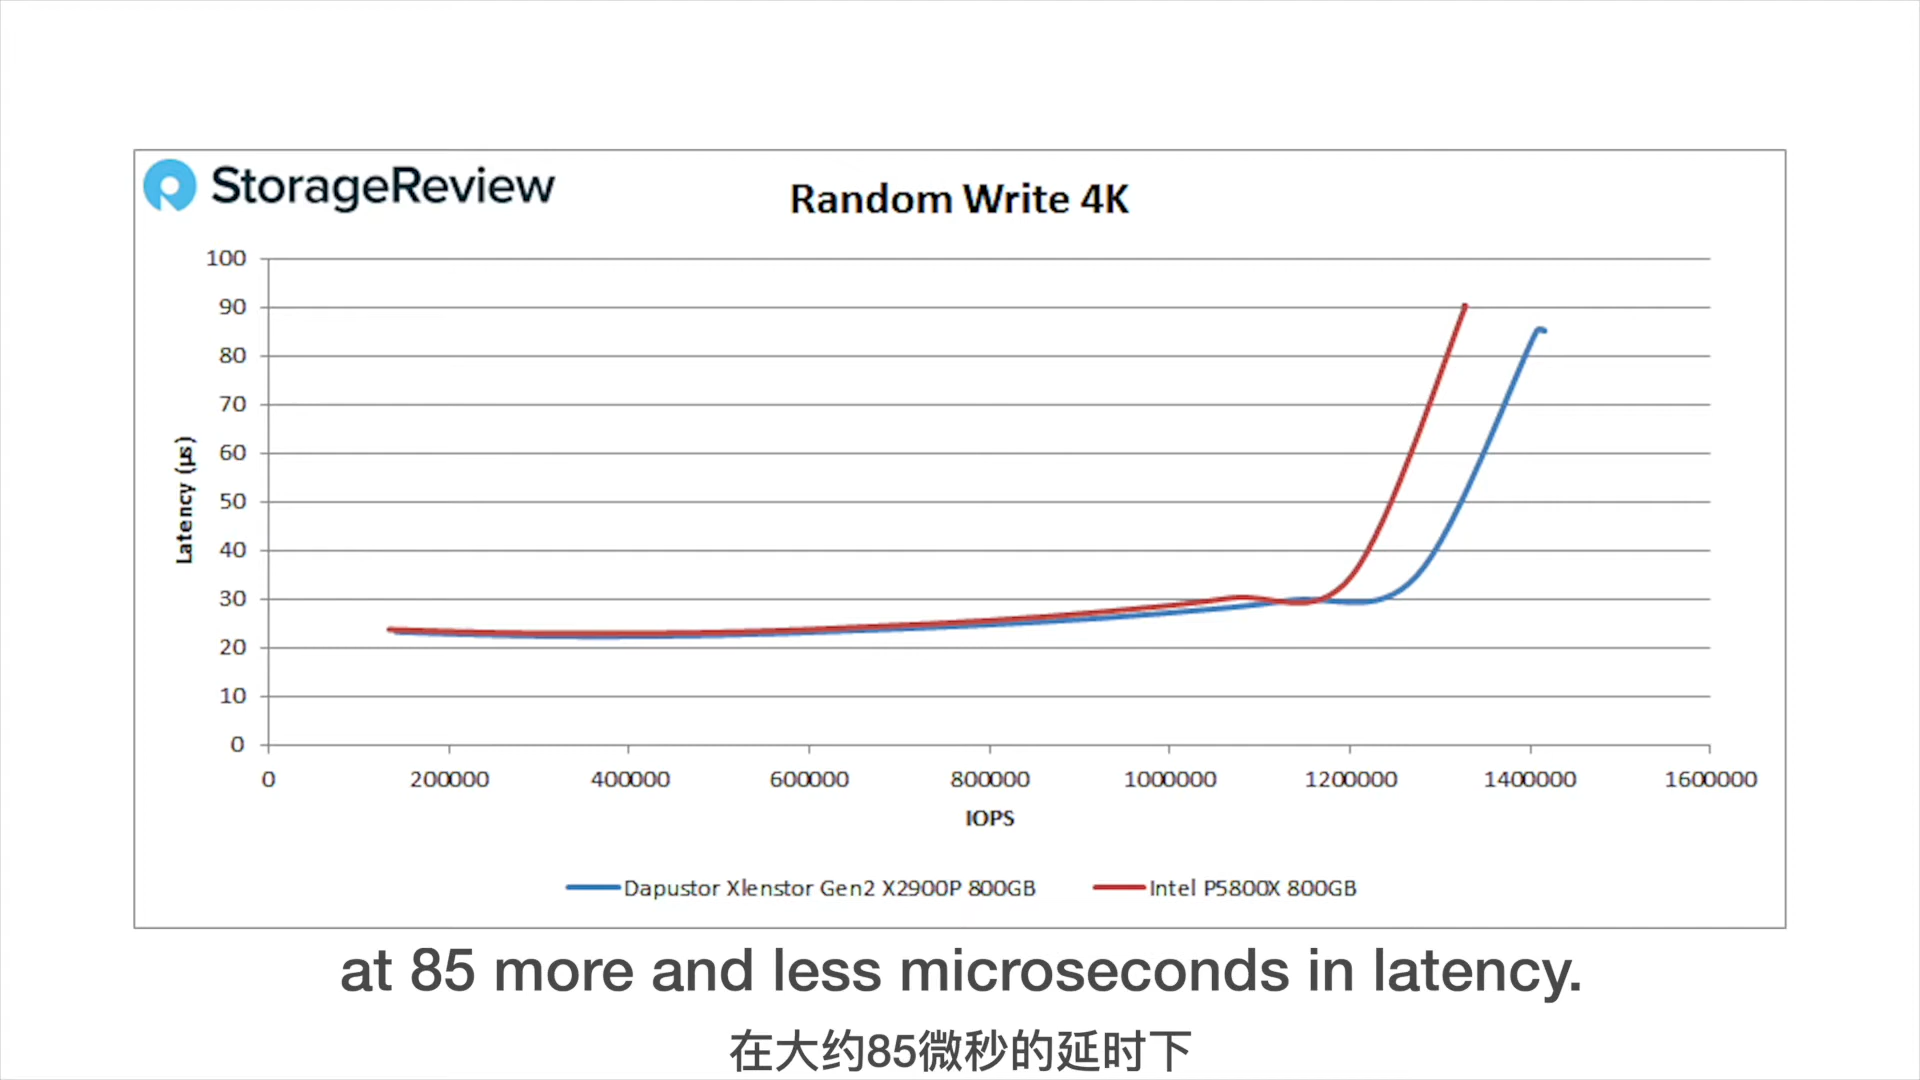 StorageReview
Random Write 4K
100
90
80
70
60
50
40
30
20
10
0
Latency (µs)
0 200000 400000 600000 800000 1000000 1200000 1400000 1600000
IOPS
Dapustor Xlenstor Gen2 X2900P 800GB Intel P5800X 800GB
at 85 more and less microseconds in latency.
在大约85微秒的延时下